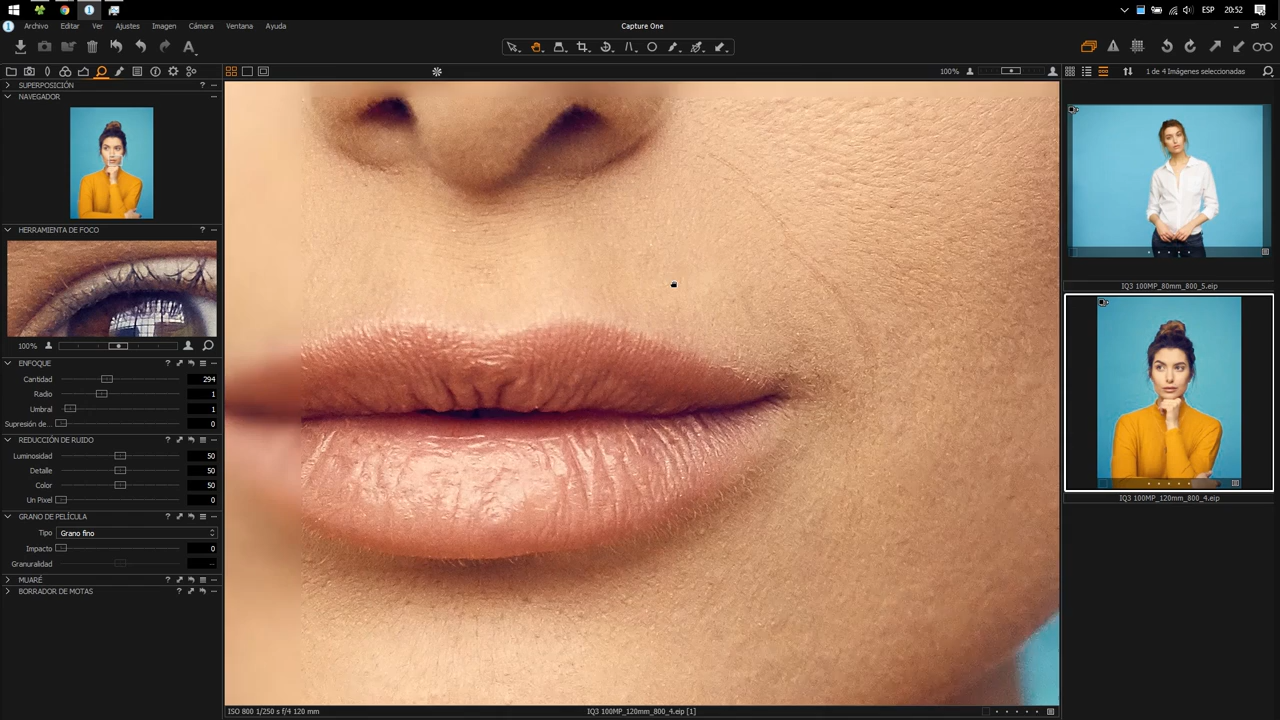 ESP 20:52
Archivo Editar Ver Ajustes Imagen Cámara Ventana Ayuda
Capture One
100%
1 de 4 Imágenes seleccionadas
SUPERPOSICIÓN ?
NAVEGADOR
HERRAMIENTA DE FOCO ?
100%
ENFOQUE ?
Cantidad 294
Radio 1
Umbral 1
Supresión de... 0
REDUCCIÓN DE RUIDO ?
Luminosidad 50
Detalle 50
Color 50
Un Pixel 0
GRANO DE PELÍCULA ?
Tipo Grano fino
Impacto 0
Granuralidad --
MUARÉ ?
BORRADOR DE MOTAS ?
IQ3 100MP_80mm_800_5.eip
IQ3 100MP_120mm_800_4.eip
ISO 800 1/250 s f/4 120 mm
IQ3 100MP_120mm_800_4.eip [1]